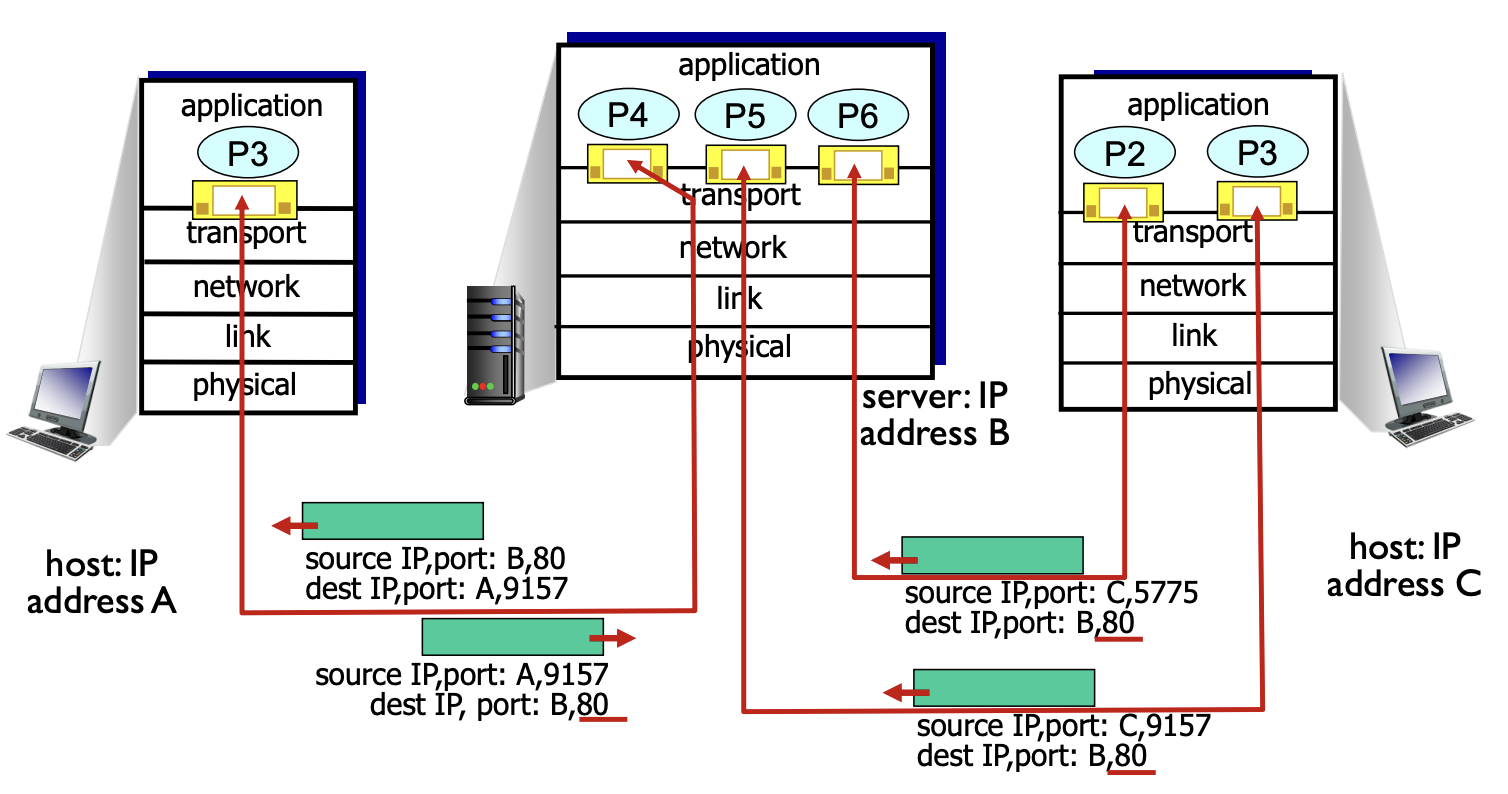 application
P3
transport
network
link
physical
host: IP
address A
application
P4
P5
P6
transport
network
link
physical
server: IP
address B
application
P2
P3
transport
network
link
physical
host: IP
address C
source IP,port: B,80
dest IP,port: A,9157
source IP,port: A,9157
dest IP, port: B,80
source IP,port: C,5775
dest IP,port: B,80
source IP,port: C,9157
dest IP,port: B,80